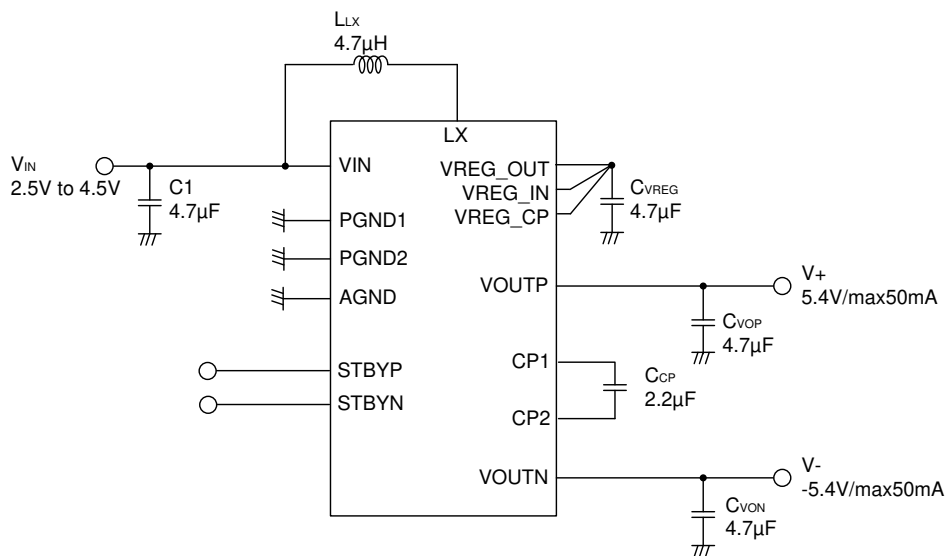 LLX
4.7µH
LX
VIN
2.5V to 4.5V
C1
4.7µF
VIN
PGND1
PGND2
AGND
STBYP
STBYN
VREG_OUT
VREG_IN
VREG_CP
CVREG
4.7µF
VOUTP
V+
5.4V/max50mA
CVOP
4.7µF
CP1
CP2
CCP
2.2µF
VOUTN
V-
-5.4V/max50mA
CVON
4.7µF